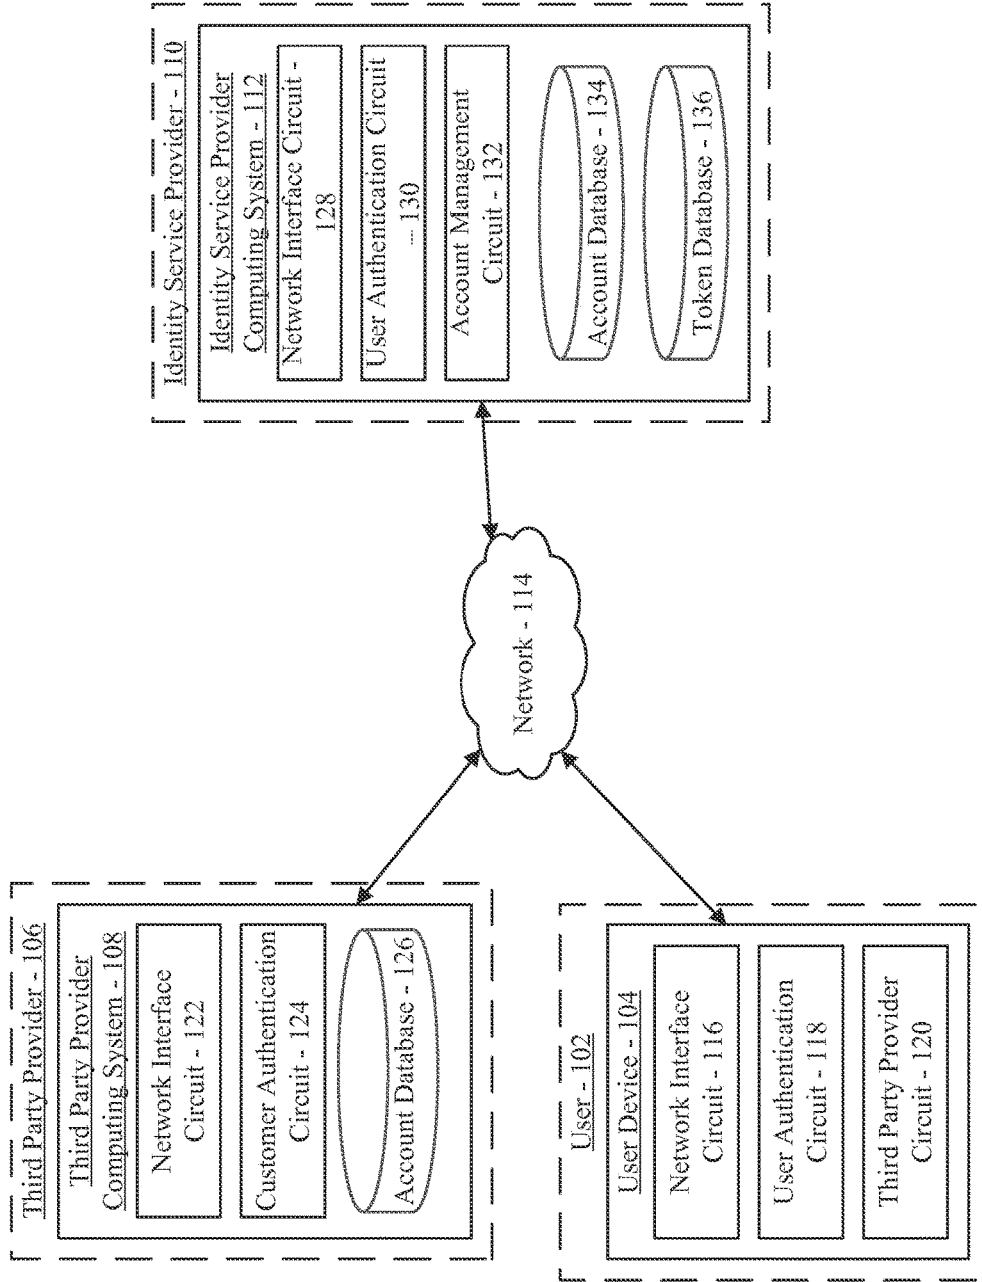 Third Party Provider - 106
Third Party Provider
Computing System - 108
Network Interface
Circuit - 122
Customer Authentication
Circuit - 124
Account Database - 126
User - 102
User Device - 104
Network Interface
Circuit - 116
User Authentication
Circuit - 118
Third Party Provider
Circuit - 120
Network - 114
Identity Service Provider - 110
Identity Service Provider
Computing System - 112
Network Interface Circuit -
128
User Authentication Circuit
– 130
Account Management
Circuit - 132
Account Database - 134
Token Database - 136